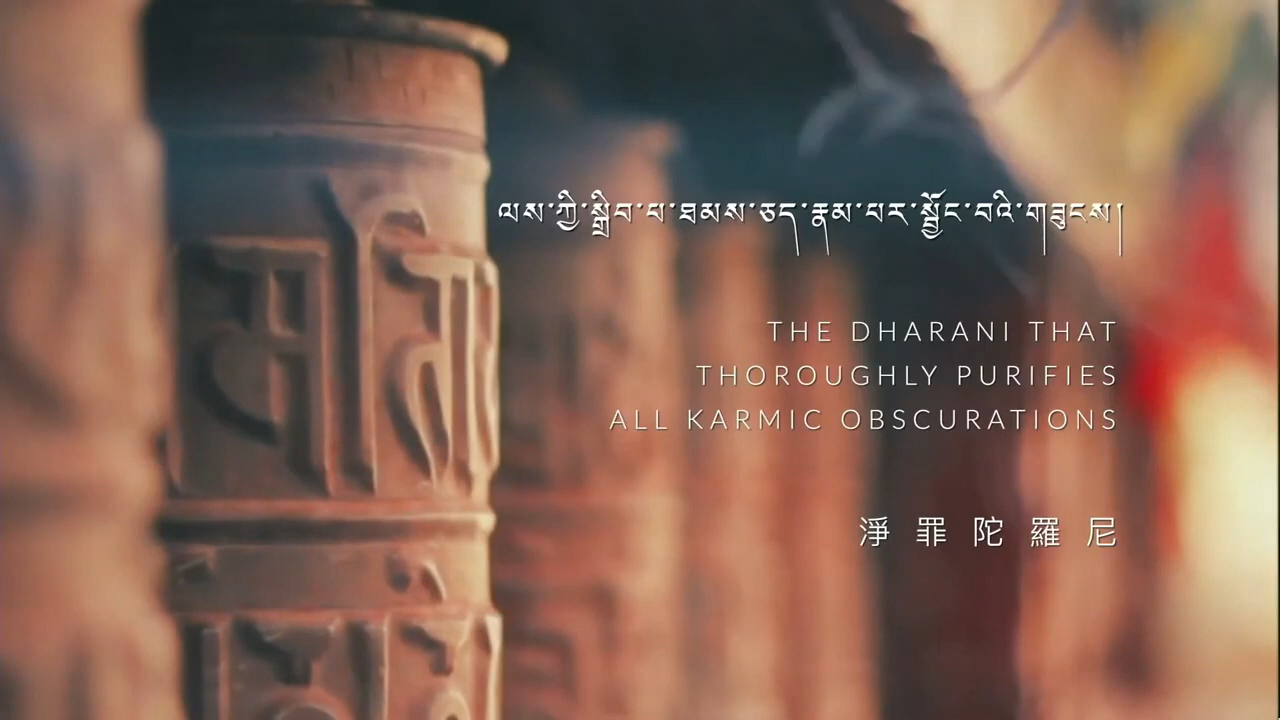 ལས་ཀྱི་སྒྲིབ་པ་ཐམས་ཅད་རྣམ་པར་སྦྱོང་བའི་གཟུངས།
THE DHARANI THAT
THOROUGHLY PURIFIES
ALL KARMIC OBSCURATIONS
淨罪陀羅尼